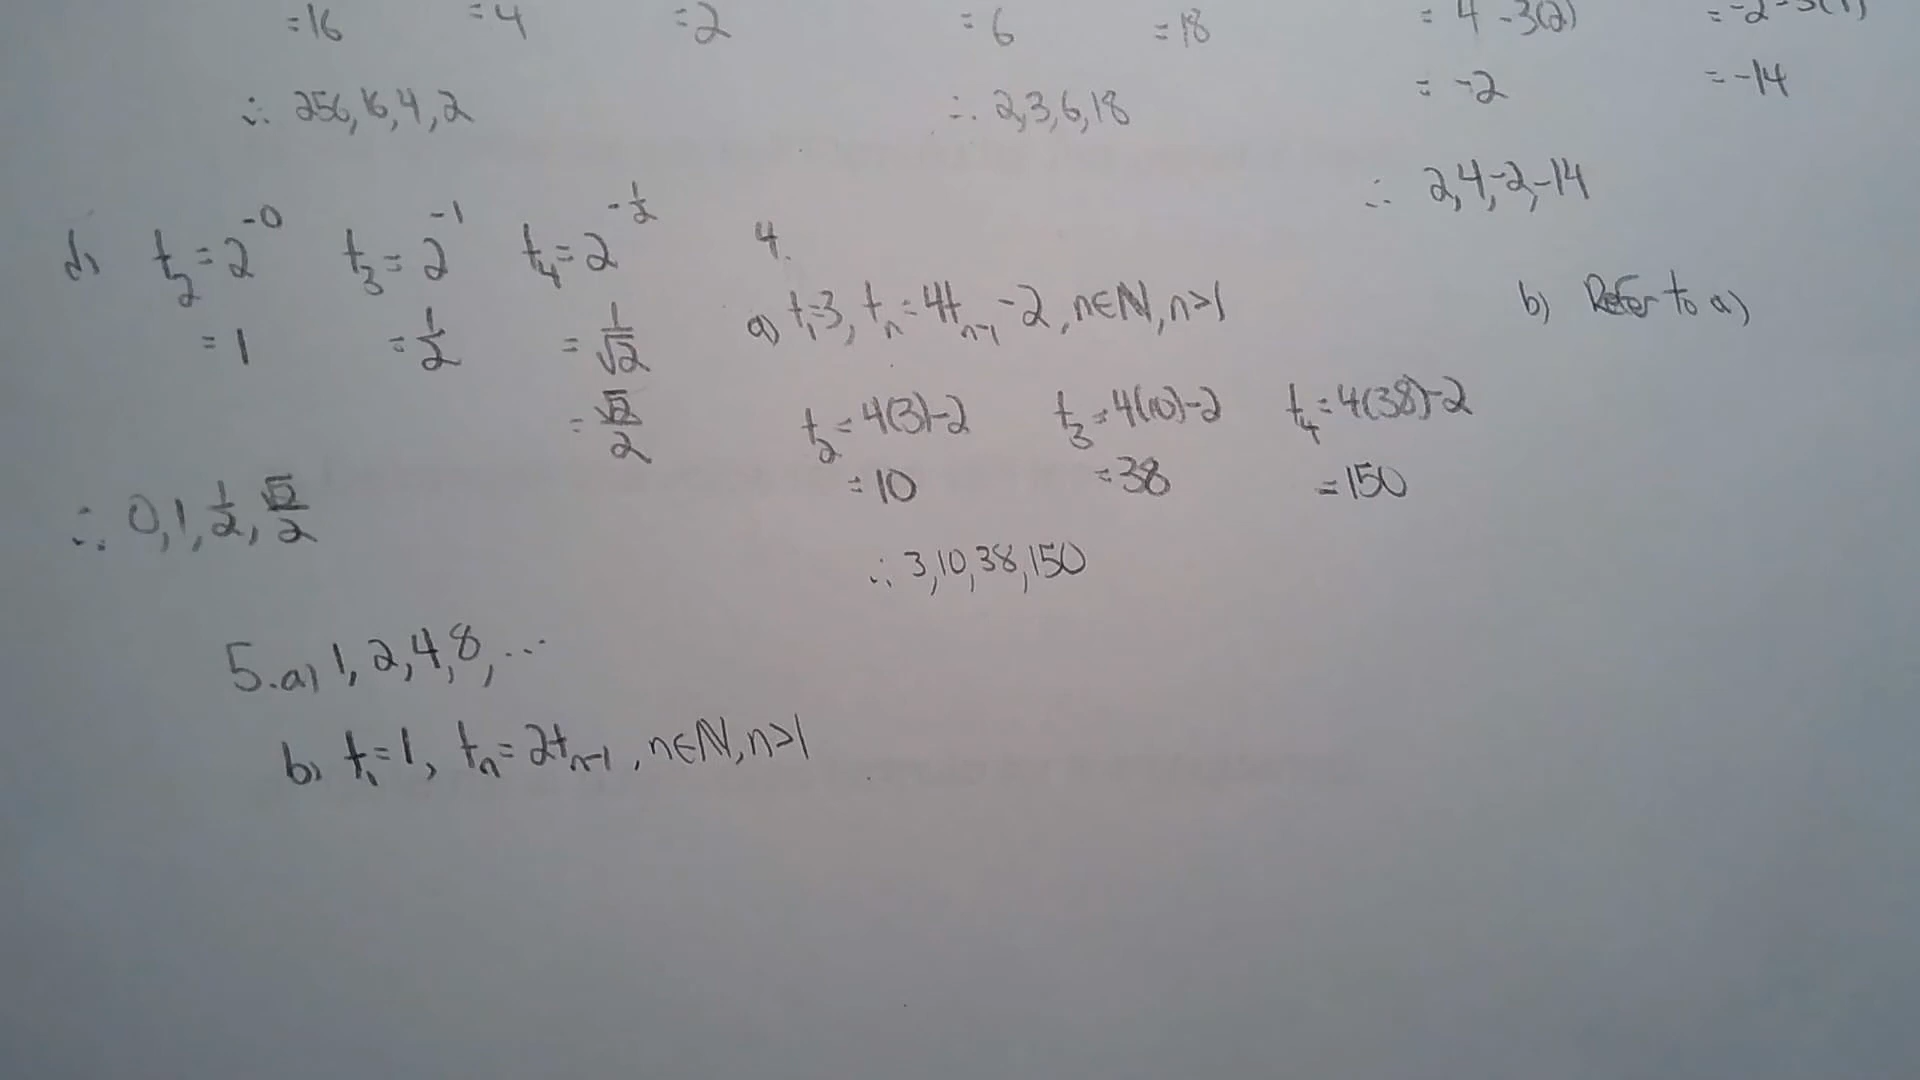 =16 =4 =2
∴ 256,16,4,2
=6 =18
∴ 2,3,6,18
= 4 -3(2)
= -2
= -14
∴ 2,4,-2,-14
d) t₂=2⁻⁰ t₃=2⁻¹ t₄=2^(-1/2)
=1 =1/2 =1/√2
=√2/2
∴ 0,1,1/2,√2/2
4.
a) t₁=3, tₙ=4tₙ₋₁-2, n∈ℕ, n>1
t₂=4(3)-2 t₃=4(10)-2 t₄=4(38)-2
=10 =38 =150
∴ 3,10,38,150
b) Refer to a)
5.a) 1,2,4,8,...
b) t₁=1, tₙ=2tₙ₋₁, n∈ℕ, n>1